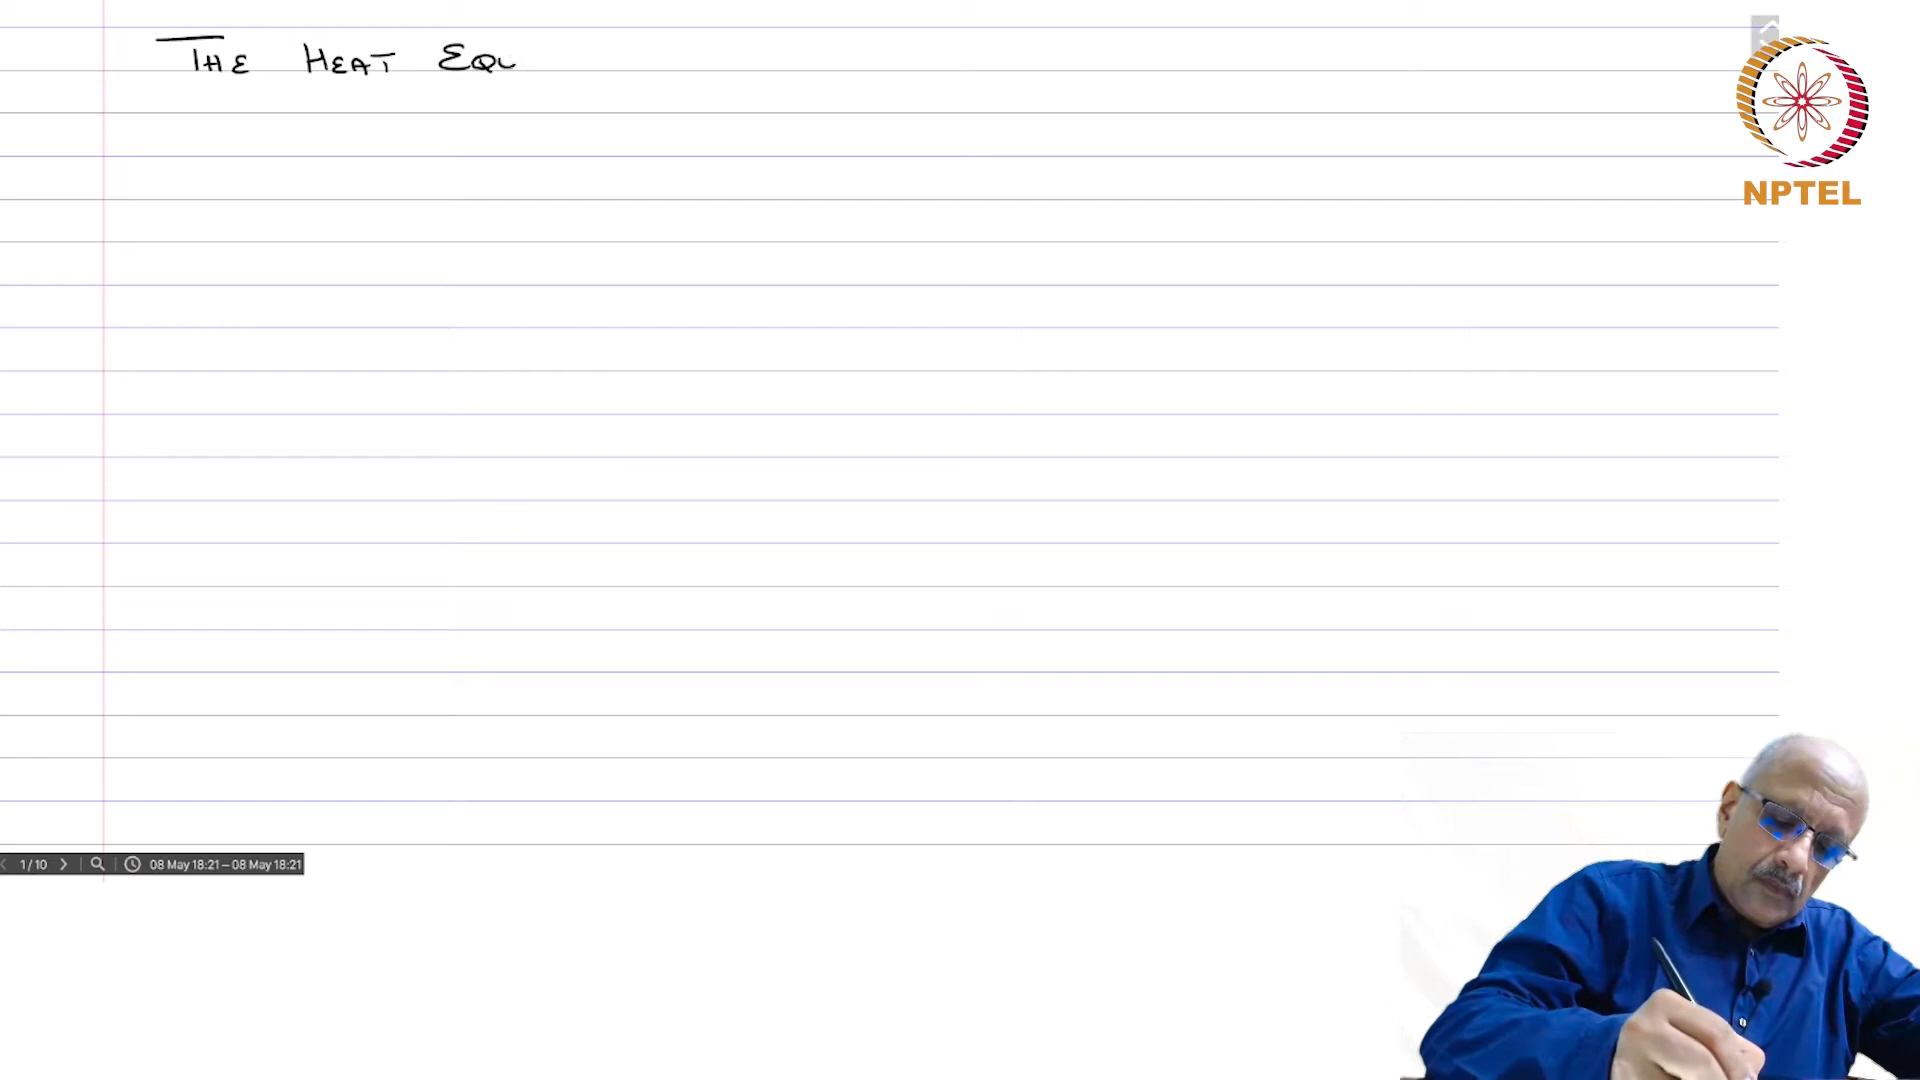 THE HEAT EQU
NPTEL
1/10
08 May 18:21 – 08 May 18:21